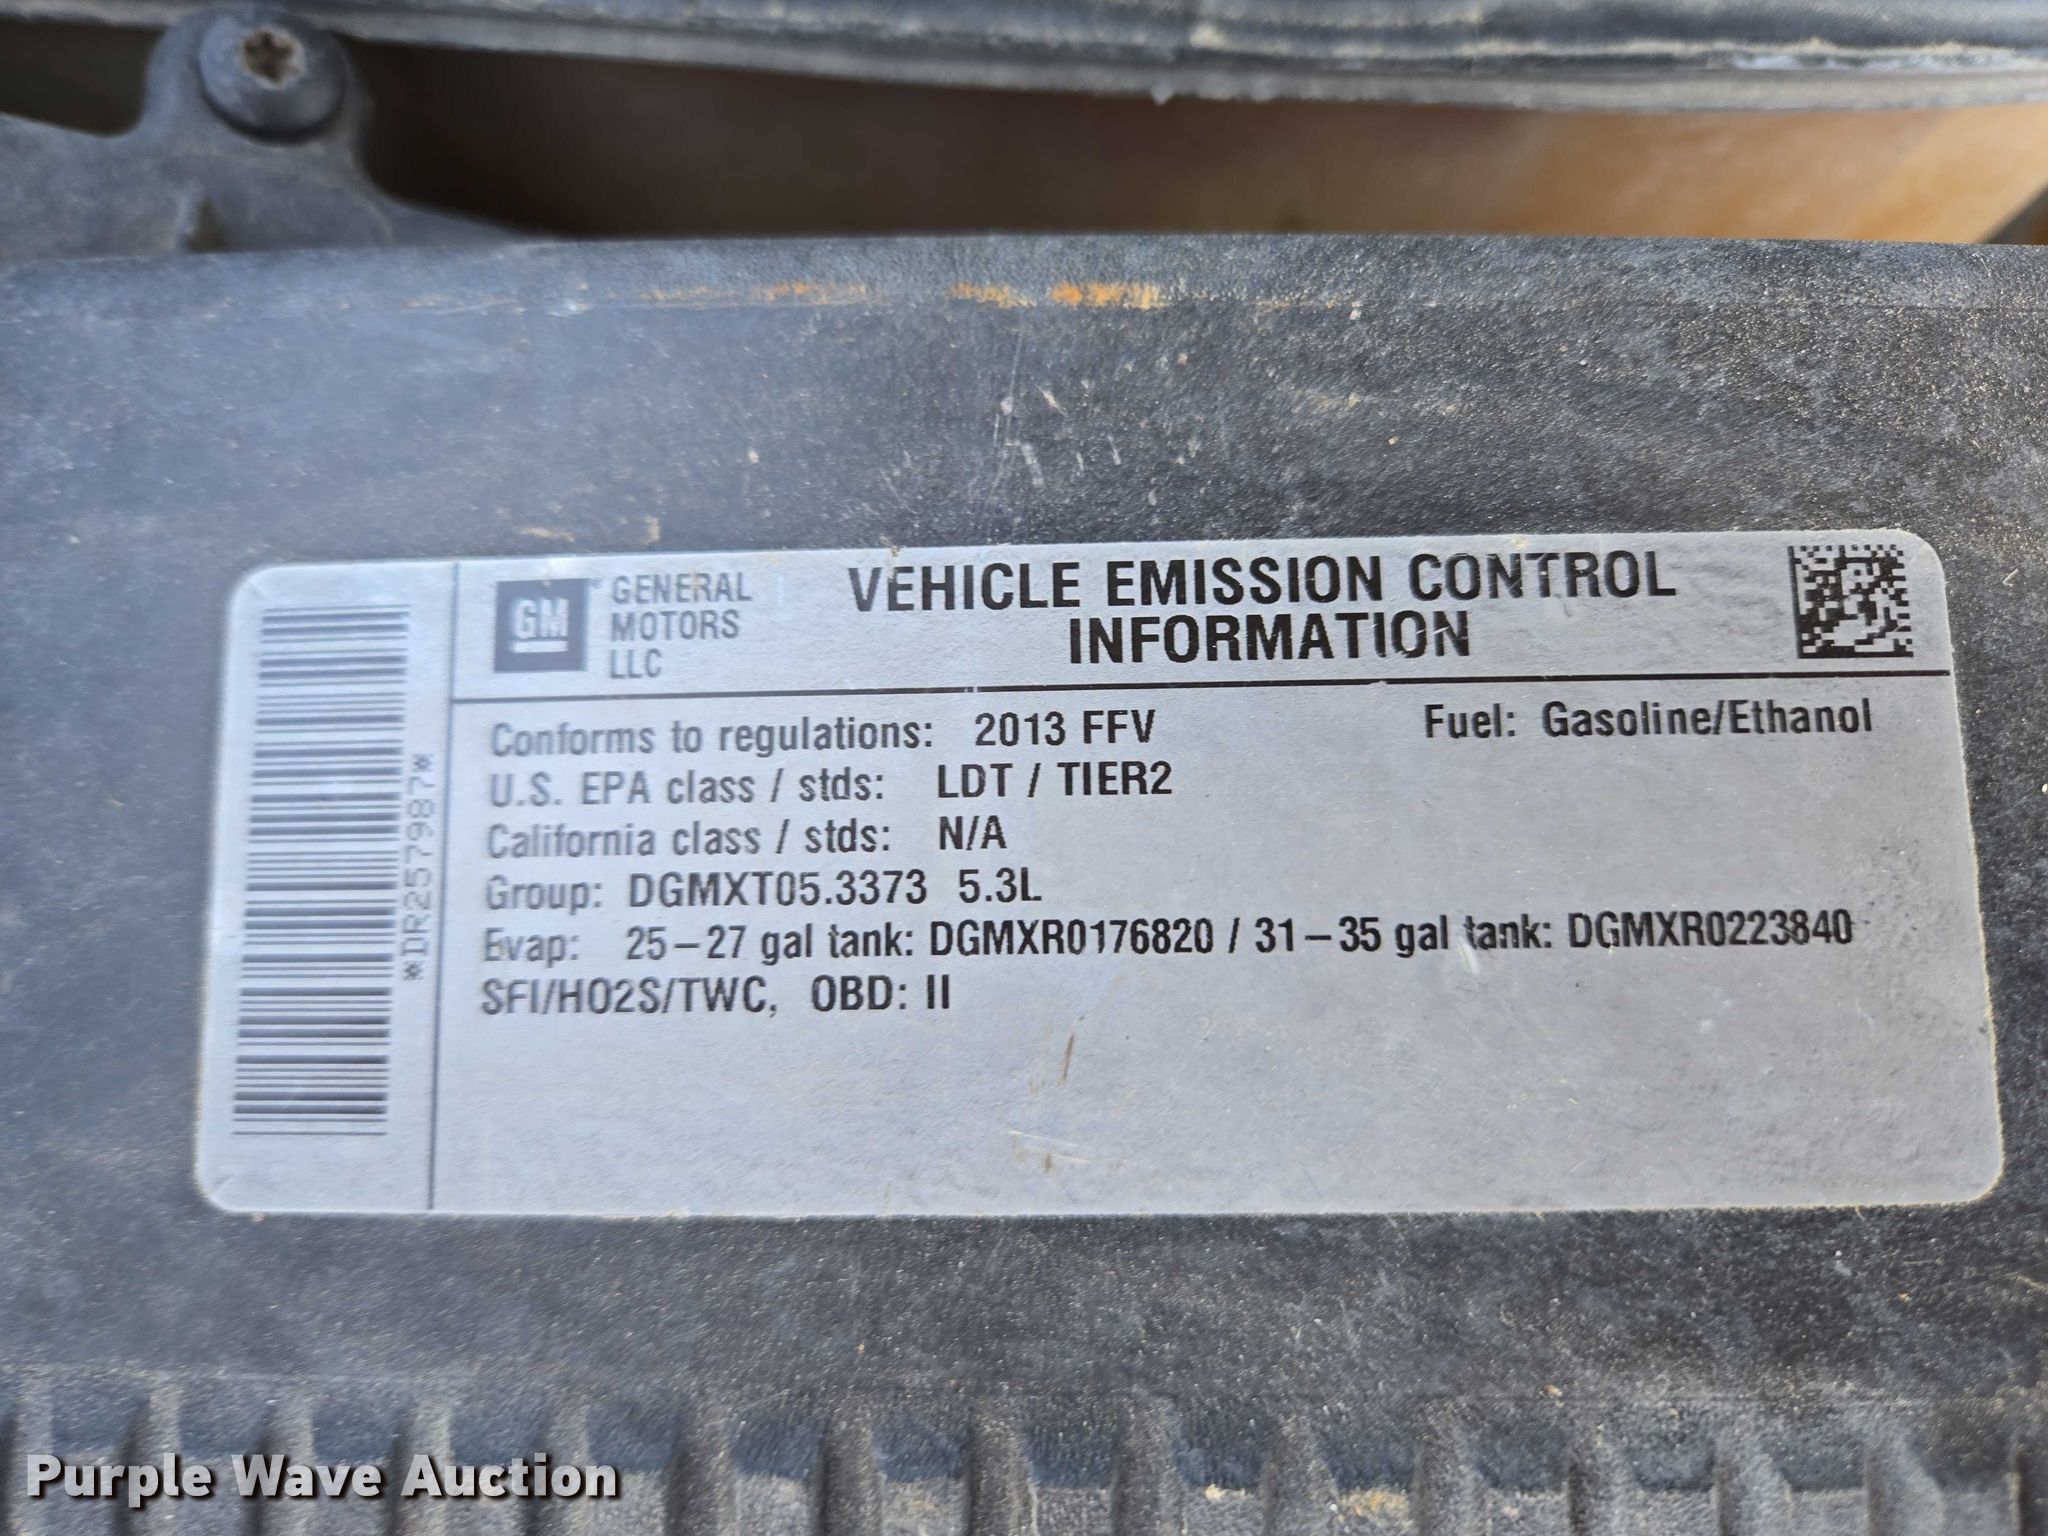 GM
GENERAL
MOTORS
LLC
VEHICLE EMISSION CONTROL
INFORMATION
Conforms to regulations: 2013 FFV
Fuel: Gasoline/Ethanol
U.S. EPA class / stds: LDT / TIER2
California class / stds: N/A
Group: DGMXT05.3373 5.3L
Evap: 25-27 gal tank: DGMXR0176820 / 31-35 gal tank: DGMXR0223840
SFI/HO2S/TWC, OBD: II
*DR257987*
Purple Wave Auction